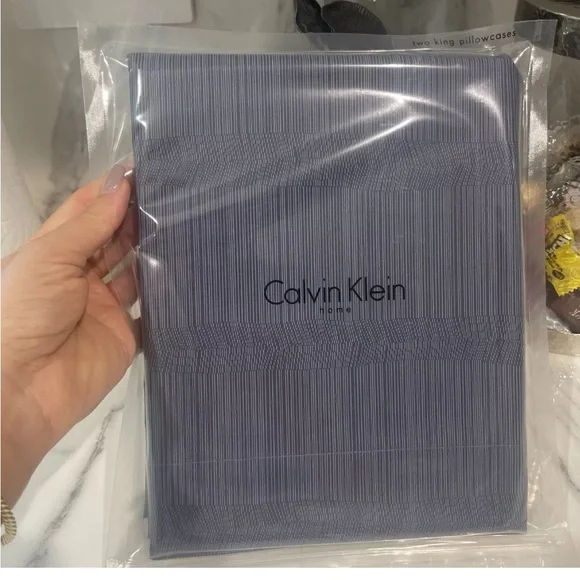 two king pillowcases
Calvin Klein
home